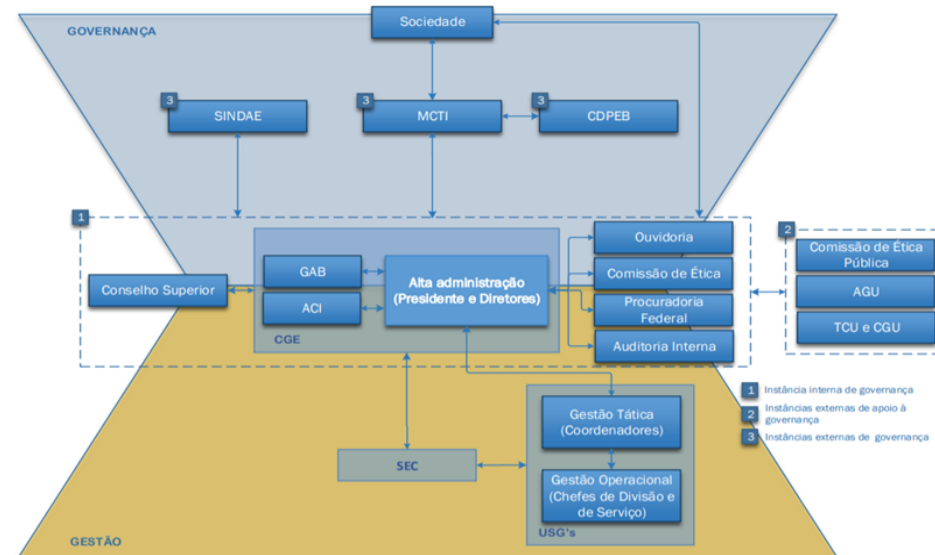 GOVERNANÇA
Sociedade
3
SINDAE
3
MCTI
3
CDPEB
1
Conselho Superior
GAB
ACI
Alta administração
(Presidente e Diretores)
CGE
Ouvidoria
Comissão de Ética
Procuradoria
Federal
Auditoria Interna
2
Comissão de Ética
Pública
AGU
TCU e CGU
1 Instância interna de governança
2 Instâncias externas de apoio à
governança
3 Instâncias externas de governança
Gestão Tática
(Coordenadores)
SEC
Gestão Operacional
(Chefes de Divisão e
de Serviço)
USG's
GESTÃO